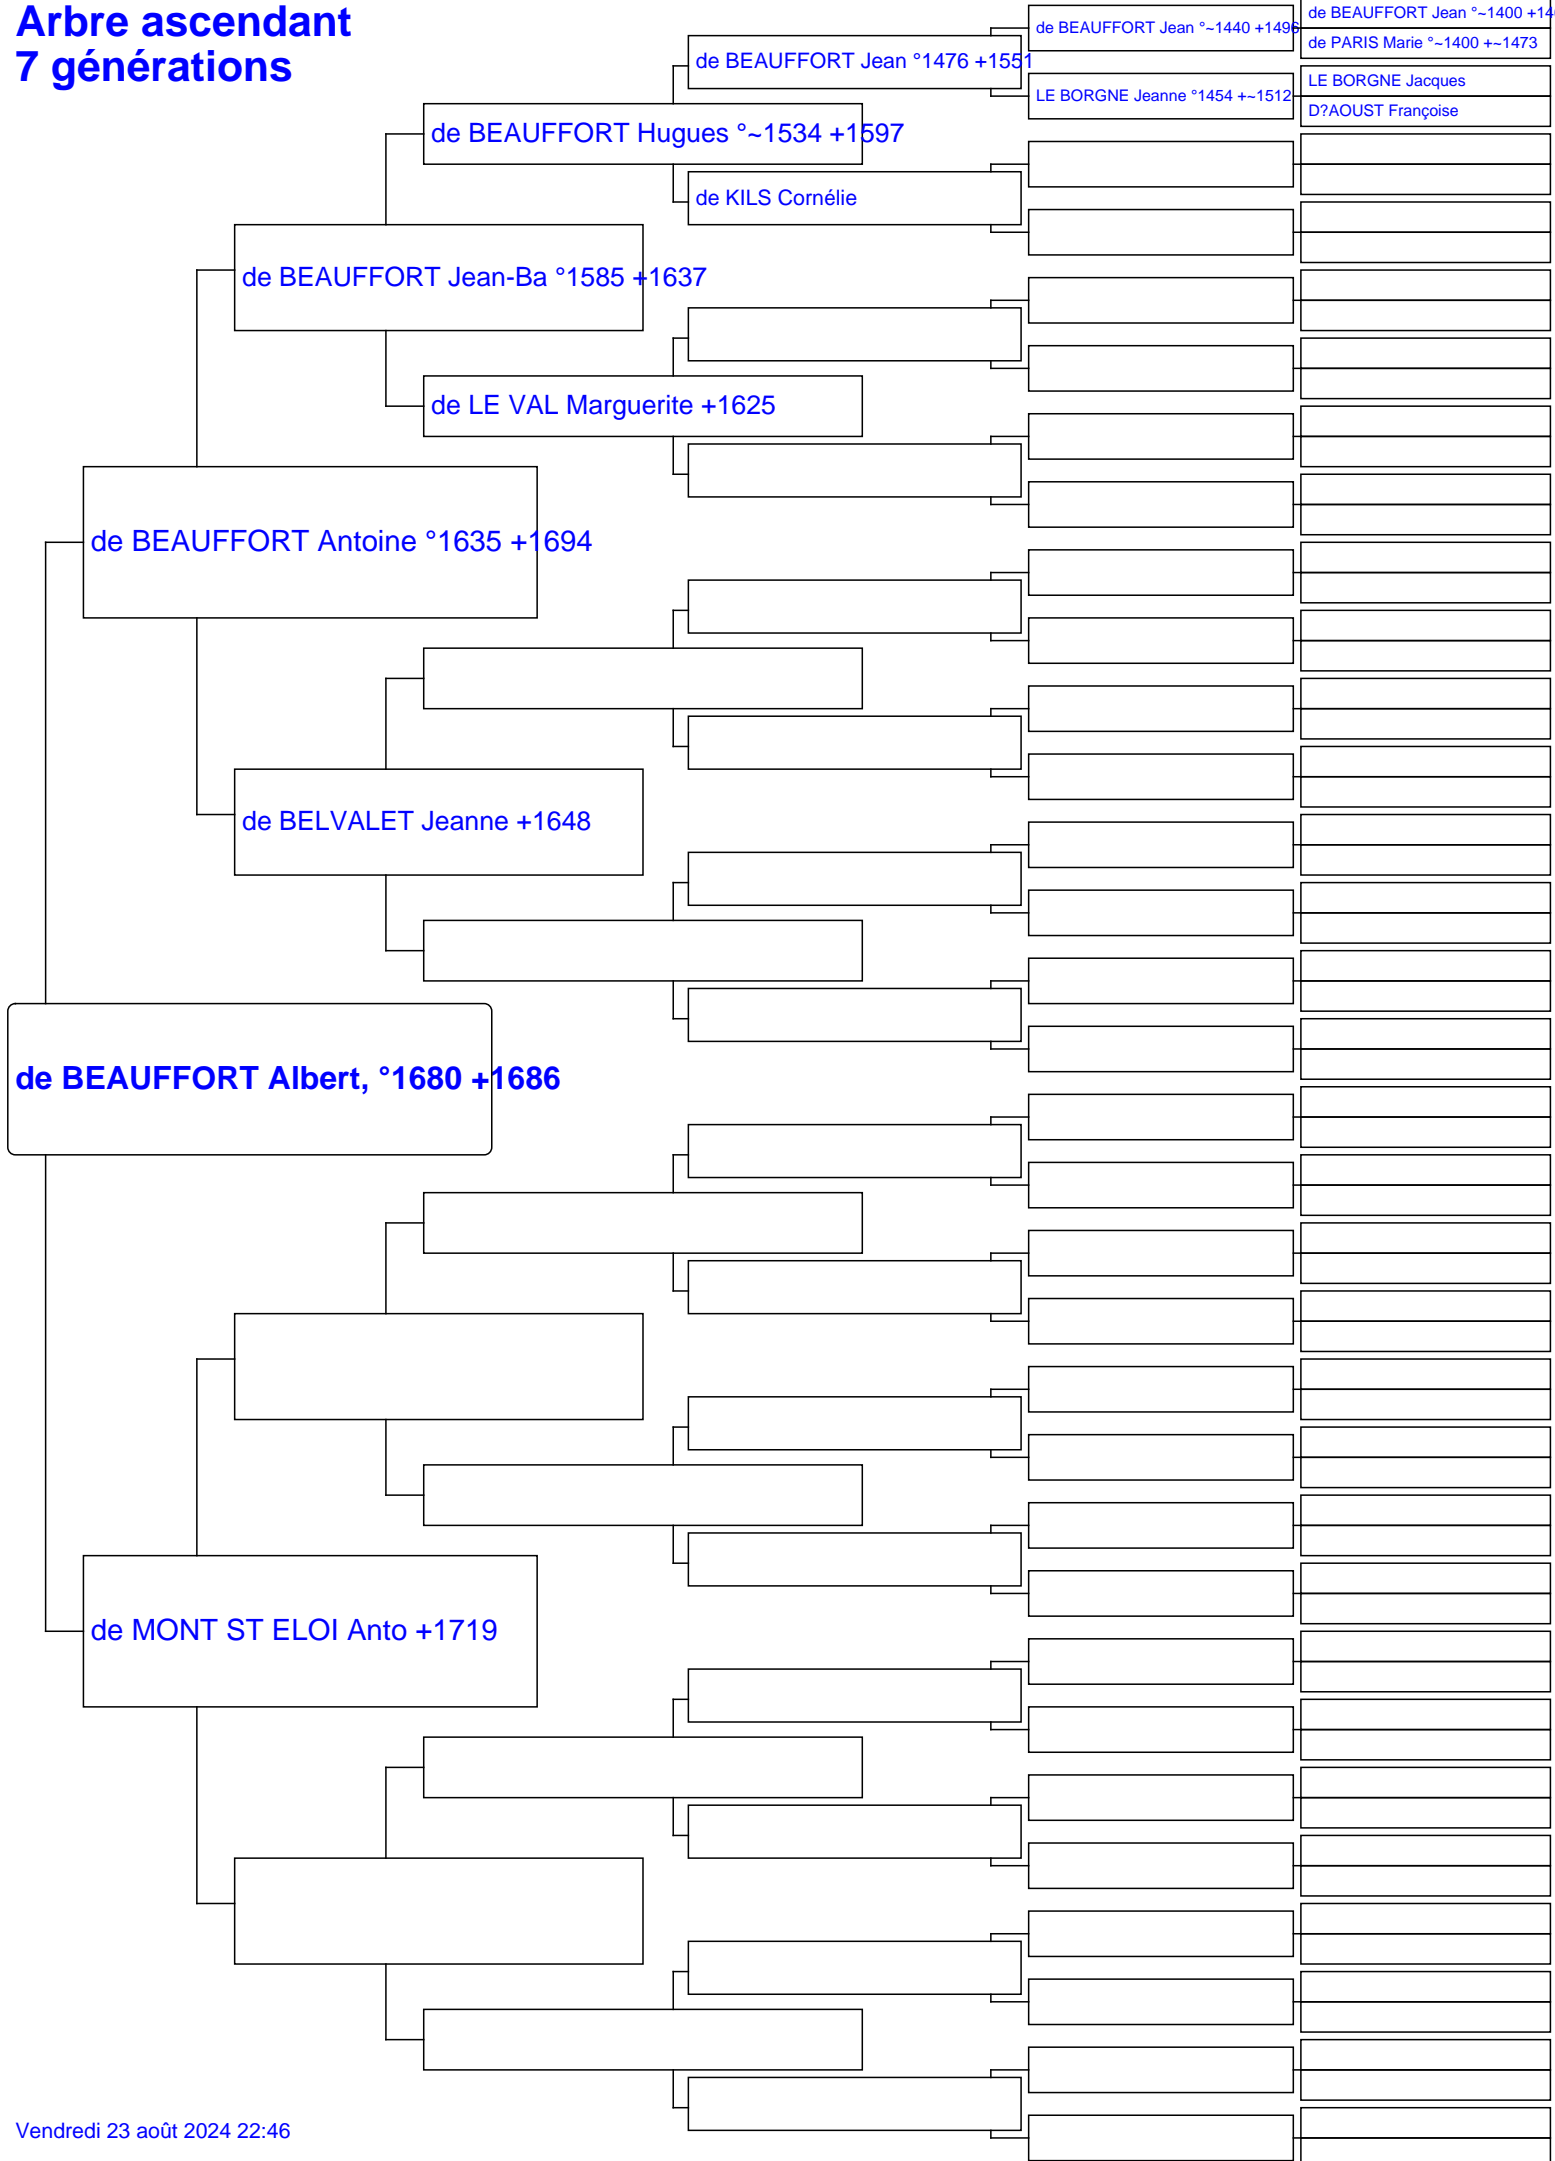 Arbre ascendant
7 générations
de BEAUFFORT Jean °~1400 +14
de BEAUFFORT Jean °~1440 +1496
de PARIS Marie °~1400 +~1473
de BEAUFFORT Jean °1476 +1551
LE BORGNE Jacques
LE BORGNE Jeanne °1454 +~1512
D?AOUST Françoise
de BEAUFFORT Hugues °~1534 +1597
de KILS Cornélie
de BEAUFFORT Jean-Ba °1585 +1637
de LE VAL Marguerite +1625
de BEAUFFORT Antoine °1635 +1694
de BELVALET Jeanne +1648
de BEAUFFORT Albert, °1680 +1686
de MONT ST ELOI Anto +1719
Vendredi 23 août 2024 22:46